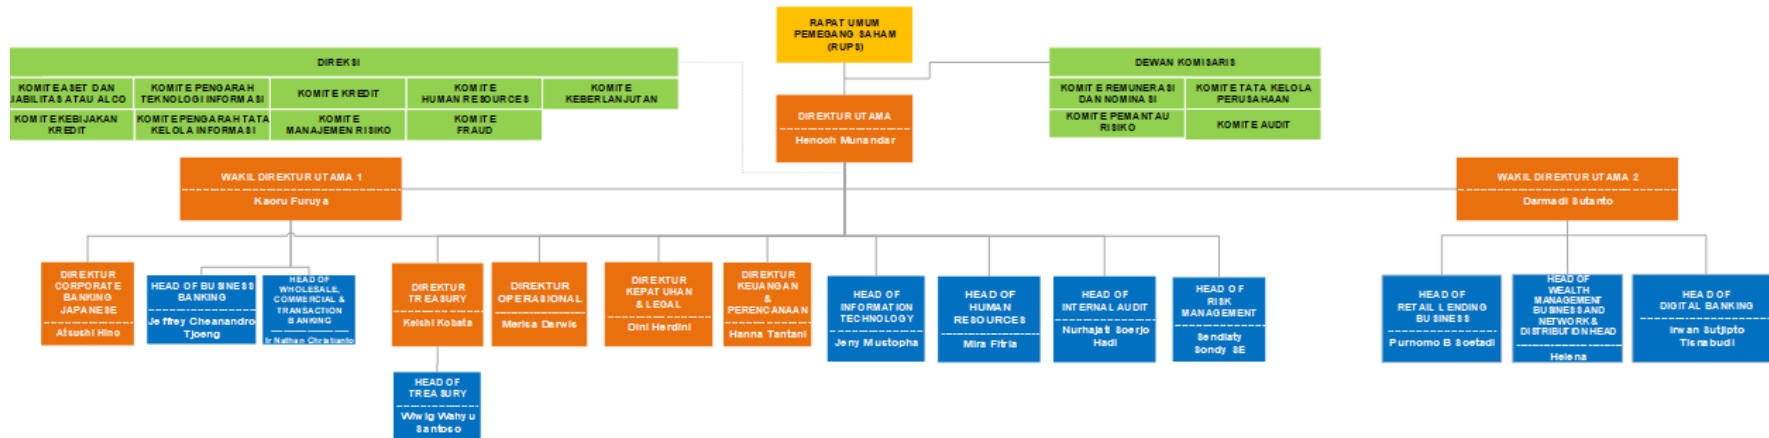 RAPAT UMUM
PEMEGANG SAHAM
(RUPS)
DIREKSI
KOMITE ASET DAN
LIABILITAS ATAU ALCO
KOMITE PENGARAH
TEKNOLOGI INFORMASI
KOMITE KREDIT
KOMITE
HUMAN RESOURCES
KOMITE
KEBERLANJUTAN
KOMITE KEBIJAKAN
KREDIT
KOMITE PENGARAH TATA
KELOLA INFORMASI
KOMITE
MANAJEMEN RISIKO
KOMITE
FRAUD
DEWAN KOMISARIS
KOMITE REMUNERASI
DAN NOMINASI
KOMITE TATA KELOLA
PERUSAHAAN
KOMITE PEMANTAU
RISIKO
KOMITE AUDIT
DIREKTUR UTAMA
Henoch Munandar
WAKIL DIREKTUR UTAMA 1
Kaoru Furuya
WAKIL DIREKTUR UTAMA 2
Darmadi Sutanto
DIREKTUR
CORPORATE
BANKING
JAPANESE
Atsushi Hino
HEAD OF BUSINESS
BANKING
Jeffrey Cheanandro
Tjoeng
HEAD OF
WHOLESALE,
COMMERCIAL &
TRANSACTION
BANKING
Ir Nathan Christianto
DIREKTUR
TREASURY
Keishi Kobata
DIREKTUR
OPERASIONAL
Merisa Darwis
DIREKTUR
KEPATUHAN
& LEGAL
Dini Herdini
DIREKTUR
KEUANGAN
&
PERENCANAAN
Hanna Tantani
HEAD OF
INFORMATION
TECHNOLOGY
Jeny Mustopha
HEAD OF
HUMAN
RESOURCES
Mira Fitria
HEAD OF
INTERNAL AUDIT
Nurhajati Soerjo
Hadi
HEAD OF
RISK
MANAGEMENT
Sendiaty
Sondy SE
HEAD OF
RETAIL LENDING
BUSINESS
Purnomo B Soetadi
HEAD OF
WEALTH
MANAGEMENT
BUSINESS AND
NETWORK &
DISTRIBUTION HEAD
Helena
HEAD OF
DIGITAL BANKING
Irwan Sutjipto
Tisnabudi
HEAD OF
TREASURY
Wiwig Wahyu
Santoso